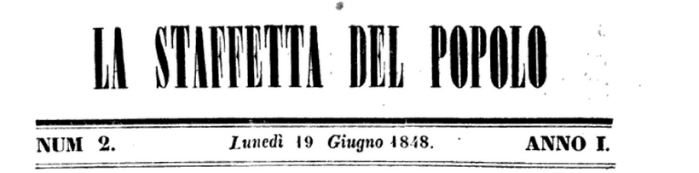 LA STAFFETTA DEL POPOLO
NUM 2. Lunedì 19 Giugno 1848. ANNO I.